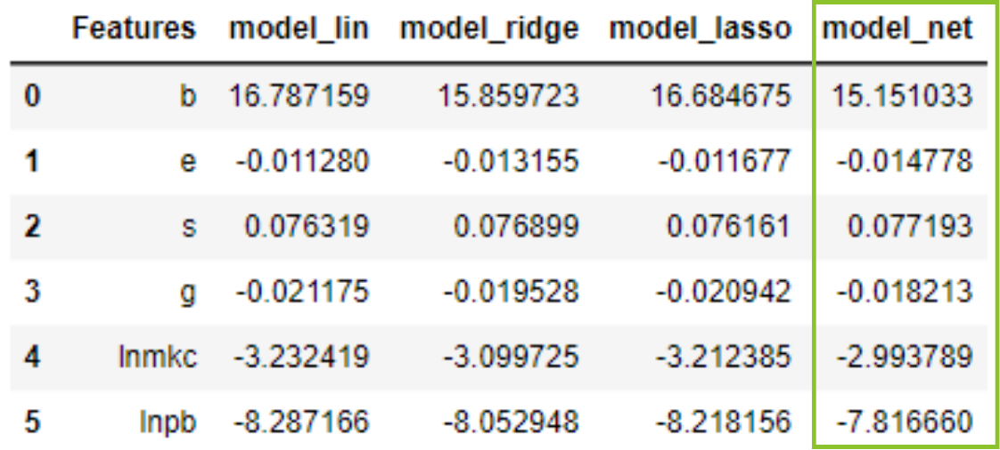 Features model_lin model_ridge model_lasso model_net
0 b 16.787159 15.859723 16.684675 15.151033
1 e -0.011280 -0.013155 -0.011677 -0.014778
2 s 0.076319 0.076899 0.076161 0.077193
3 g -0.021175 -0.019528 -0.020942 -0.018213
4 lnmkc -3.232419 -3.099725 -3.212385 -2.993789
5 lnpb -8.287166 -8.052948 -8.218156 -7.816660